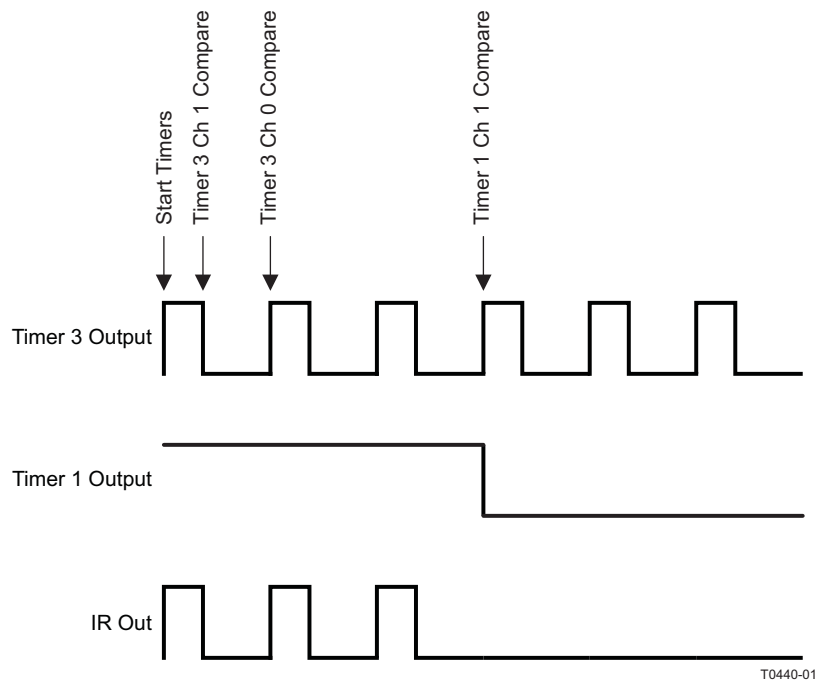 Start Timers
Timer 3 Ch 1 Compare
Timer 3 Ch 0 Compare
Timer 1 Ch 1 Compare
Timer 3 Output
Timer 1 Output
IR Out
T0440-01